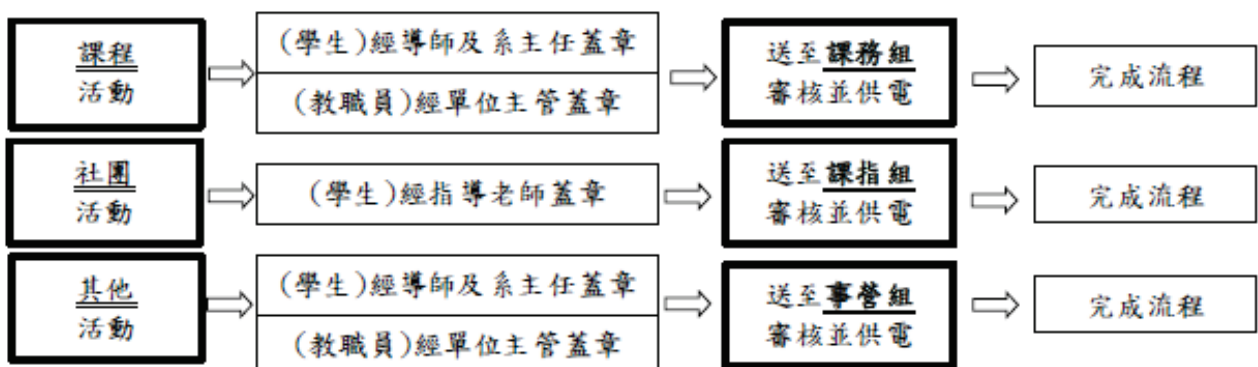 課程
活動
(學生)經導師及系主任蓋章
(教職員)經單位主管蓋章
送至課務組
審核並供電
完成流程
社團
活動
(學生)經指導老師蓋章
送至課指組
審核並供電
完成流程
其他
活動
(學生)經導師及系主任蓋章
(教職員)經單位主管蓋章
送至事營組
審核並供電
完成流程